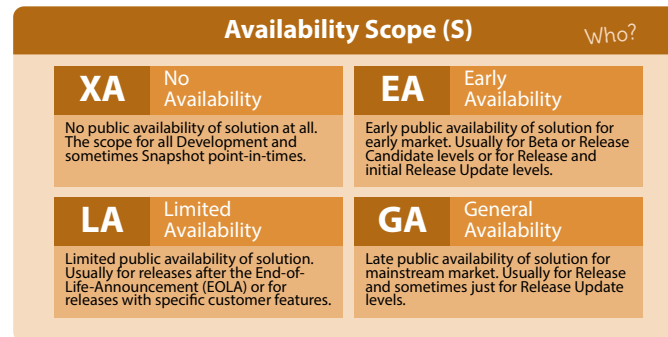 Availability Scope (S)
Who?
XA
No
Availability
No public availability of solution at all.
The scope for all Development and
sometimes Snapshot point-in-times.
EA
Early
Availability
Early public availability of solution for
early market. Usually for Beta or Release
Candidate levels or for Release and
initial Release Update levels.
LA
Limited
Availability
Limited public availability of solution.
Usually for releases after the End-of-
Life-Announcement (EOLA) or for
releases with specific customer features.
GA
General
Availability
Late public availability of solution for
mainstream market. Usually for Release
and sometimes just for Release Update
levels.